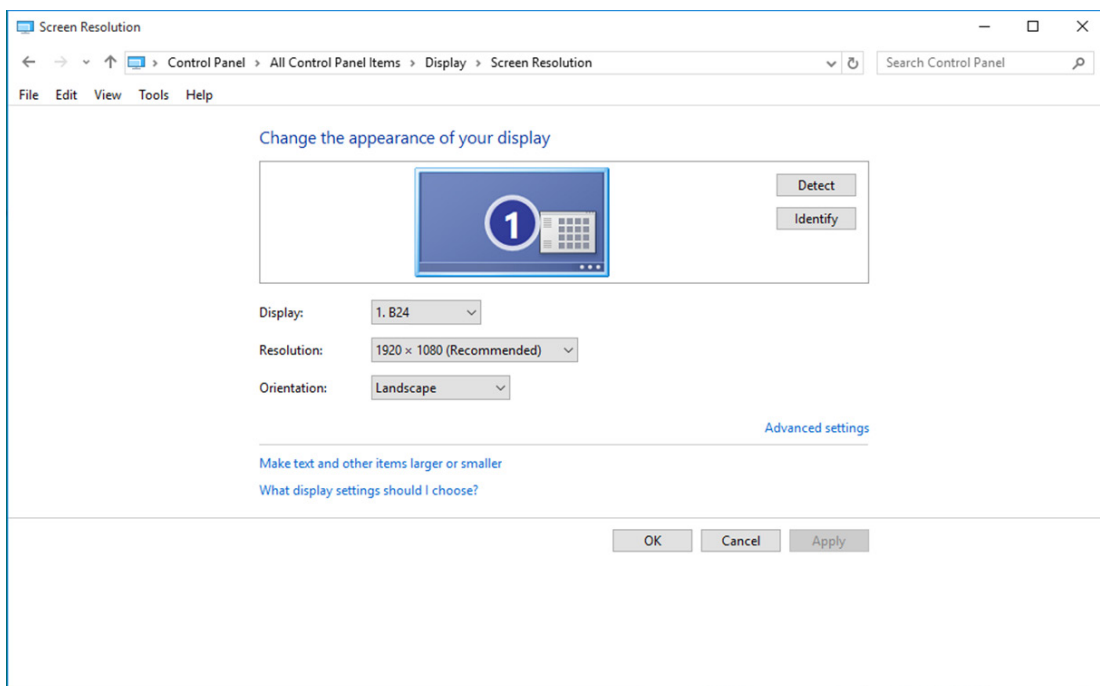 Screen Resolution
Control Panel > All Control Panel Items > Display > Screen Resolution
Search Control Panel
File Edit View Tools Help
Change the appearance of your display
1
Detect
Identify
Display: 1. B24
Resolution: 1920 × 1080 (Recommended)
Orientation: Landscape
Advanced settings
Make text and other items larger or smaller
What display settings should I choose?
OK Cancel Apply